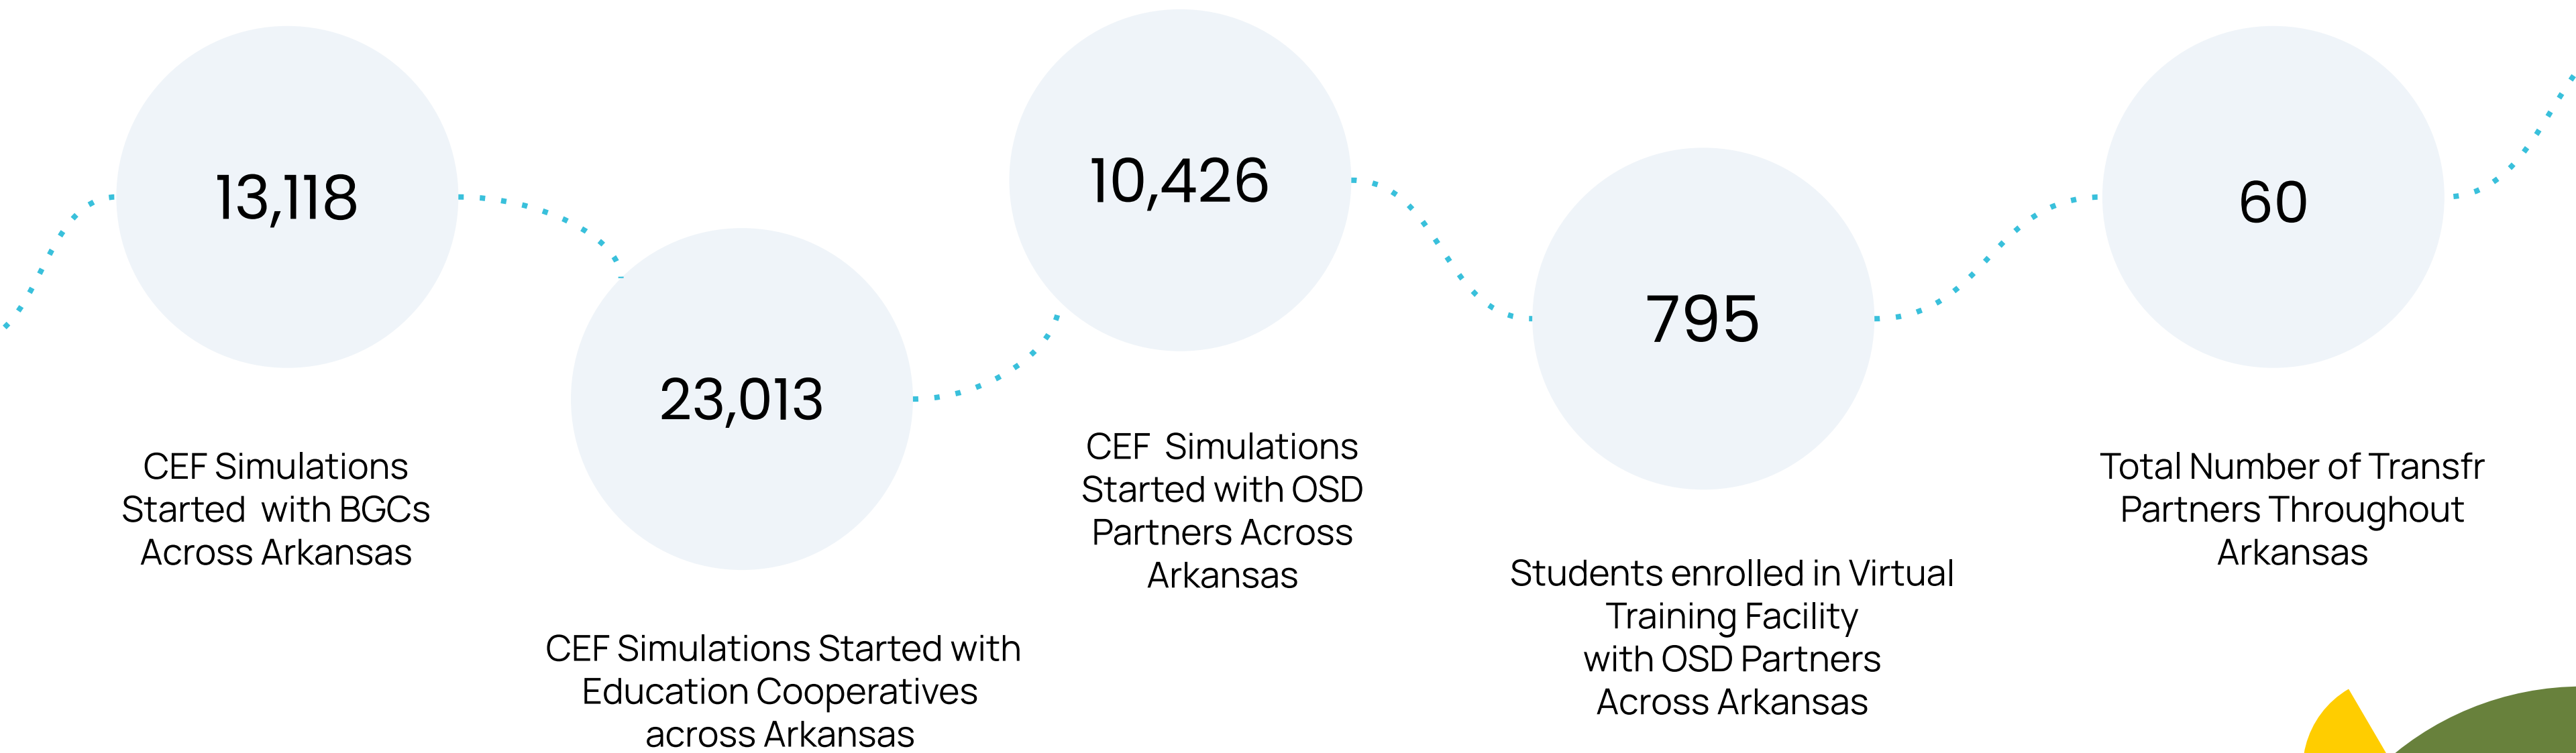 13,118
CEF Simulations
Started  with BGCs
Across Arkansas
23,013
CEF Simulations Started with
Education Cooperatives
across Arkansas
10,426
CEF  Simulations
Started with OSD
Partners Across
Arkansas
795
Students enrolled in Virtual
Training Facility
with OSD Partners
Across Arkansas
60
Total Number of Transfr
Partners Throughout
Arkansas